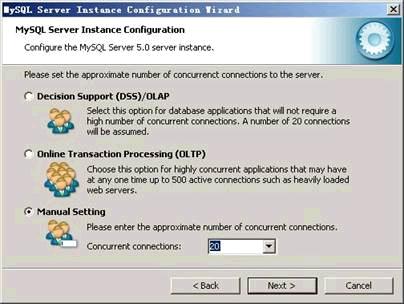 MySQL Server Instance Configuration Wizard
MySQL Server Instance Configuration
Configure the MySQL Server 5.0 server instance.
Please set the approximate number of concurrenct connections to the server.
Decision Support (DSS)/OLAP
Select this option for database applications that will not require a
high number of concurrent connections. A number of 20 connections
will be assumed.
Online Transaction Processing (OLTP)
Choose this option for highly concurrent applications that may have
at any one time up to 500 active connections such as heavily loaded
web servers.
Manual Setting
Please enter the approximate number of concurrent connections.
Concurrent connections: 20
< Back Next > Cancel